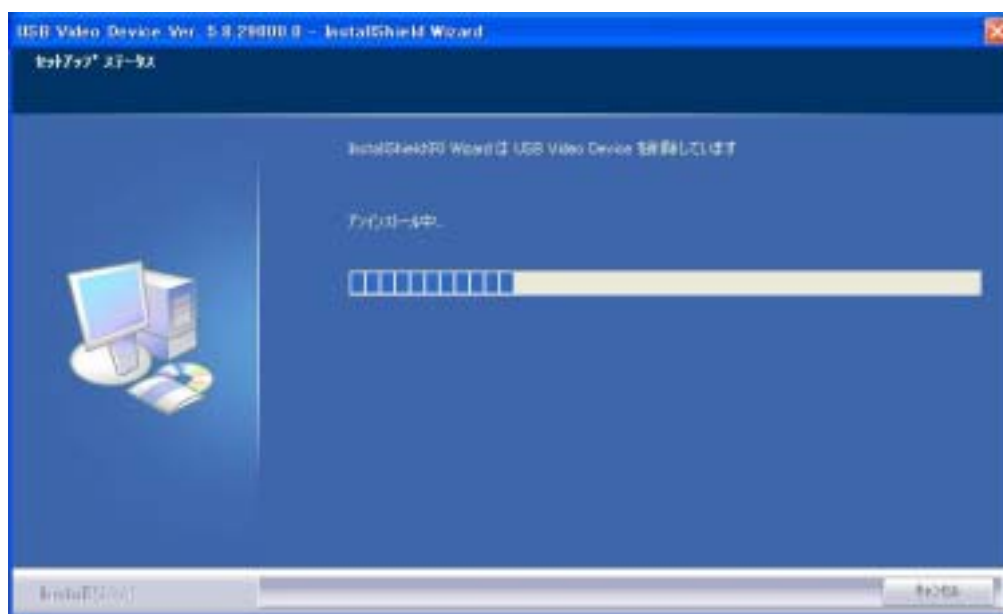 USB Video Device Ver. 5.8.29000.0 - InstallShield Wizard
セットアップ ステータス
InstallShield(R) Wizard は USB Video Device を削除しています
アンインストール中...
InstallShield
キャンセル